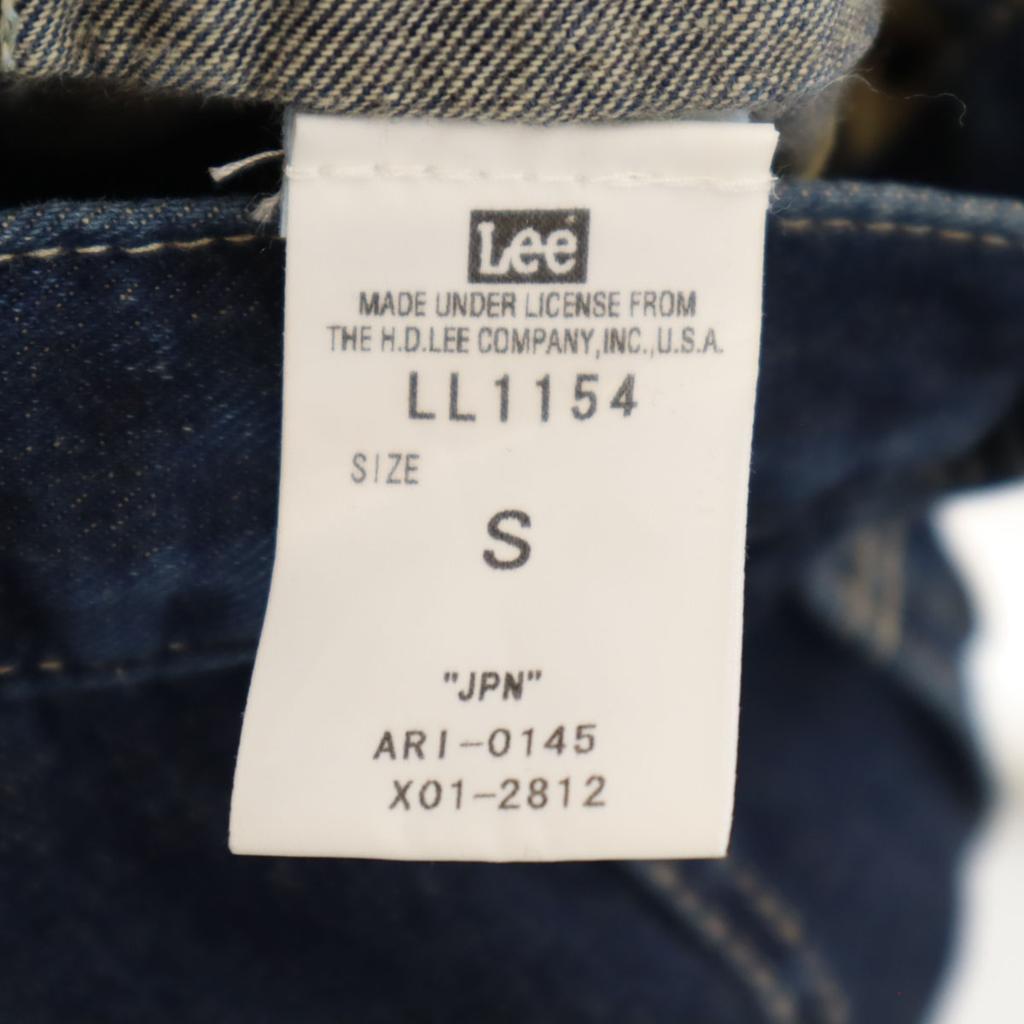 Lee
MADE UNDER LICENSE FROM
THE H.D.LEE COMPANY,INC.,U.S.A.
LL1154
SIZE
S
"JPN"
ARI-0145
X01-2812